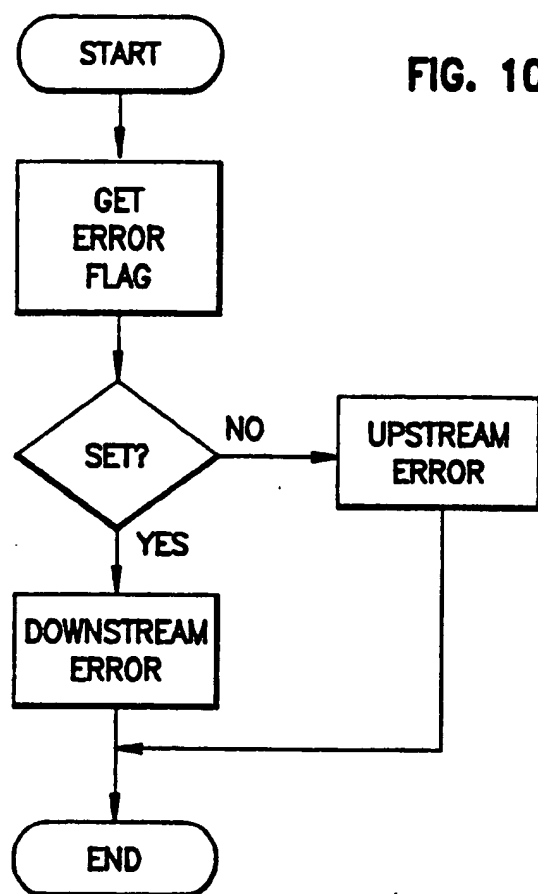 START
FIG. 10
GET
ERROR
FLAG
SET?
NO
UPSTREAM
ERROR
YES
DOWNSTREAM
ERROR
END